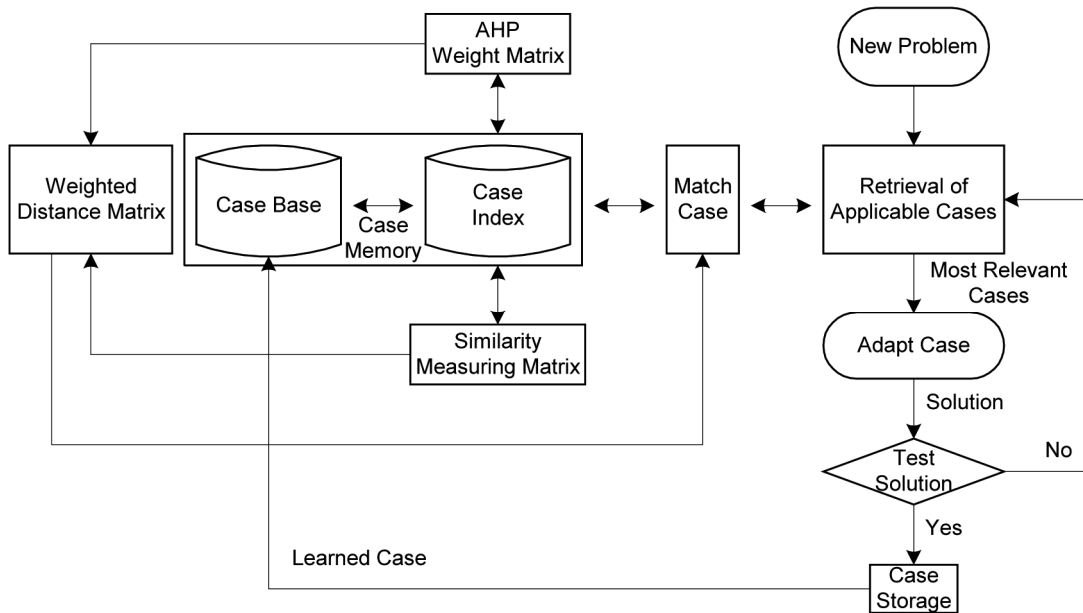 AHP
Weight Matrix
New Problem
Weighted
Distance Matrix
Case Base
Case
Memory
Case
Index
Match
Case
Retrieval of
Applicable Cases
Most Relevant
Cases
Similarity
Measuring Matrix
Adapt Case
Solution
Test
Solution
No
Yes
Learned Case
Case
Storage